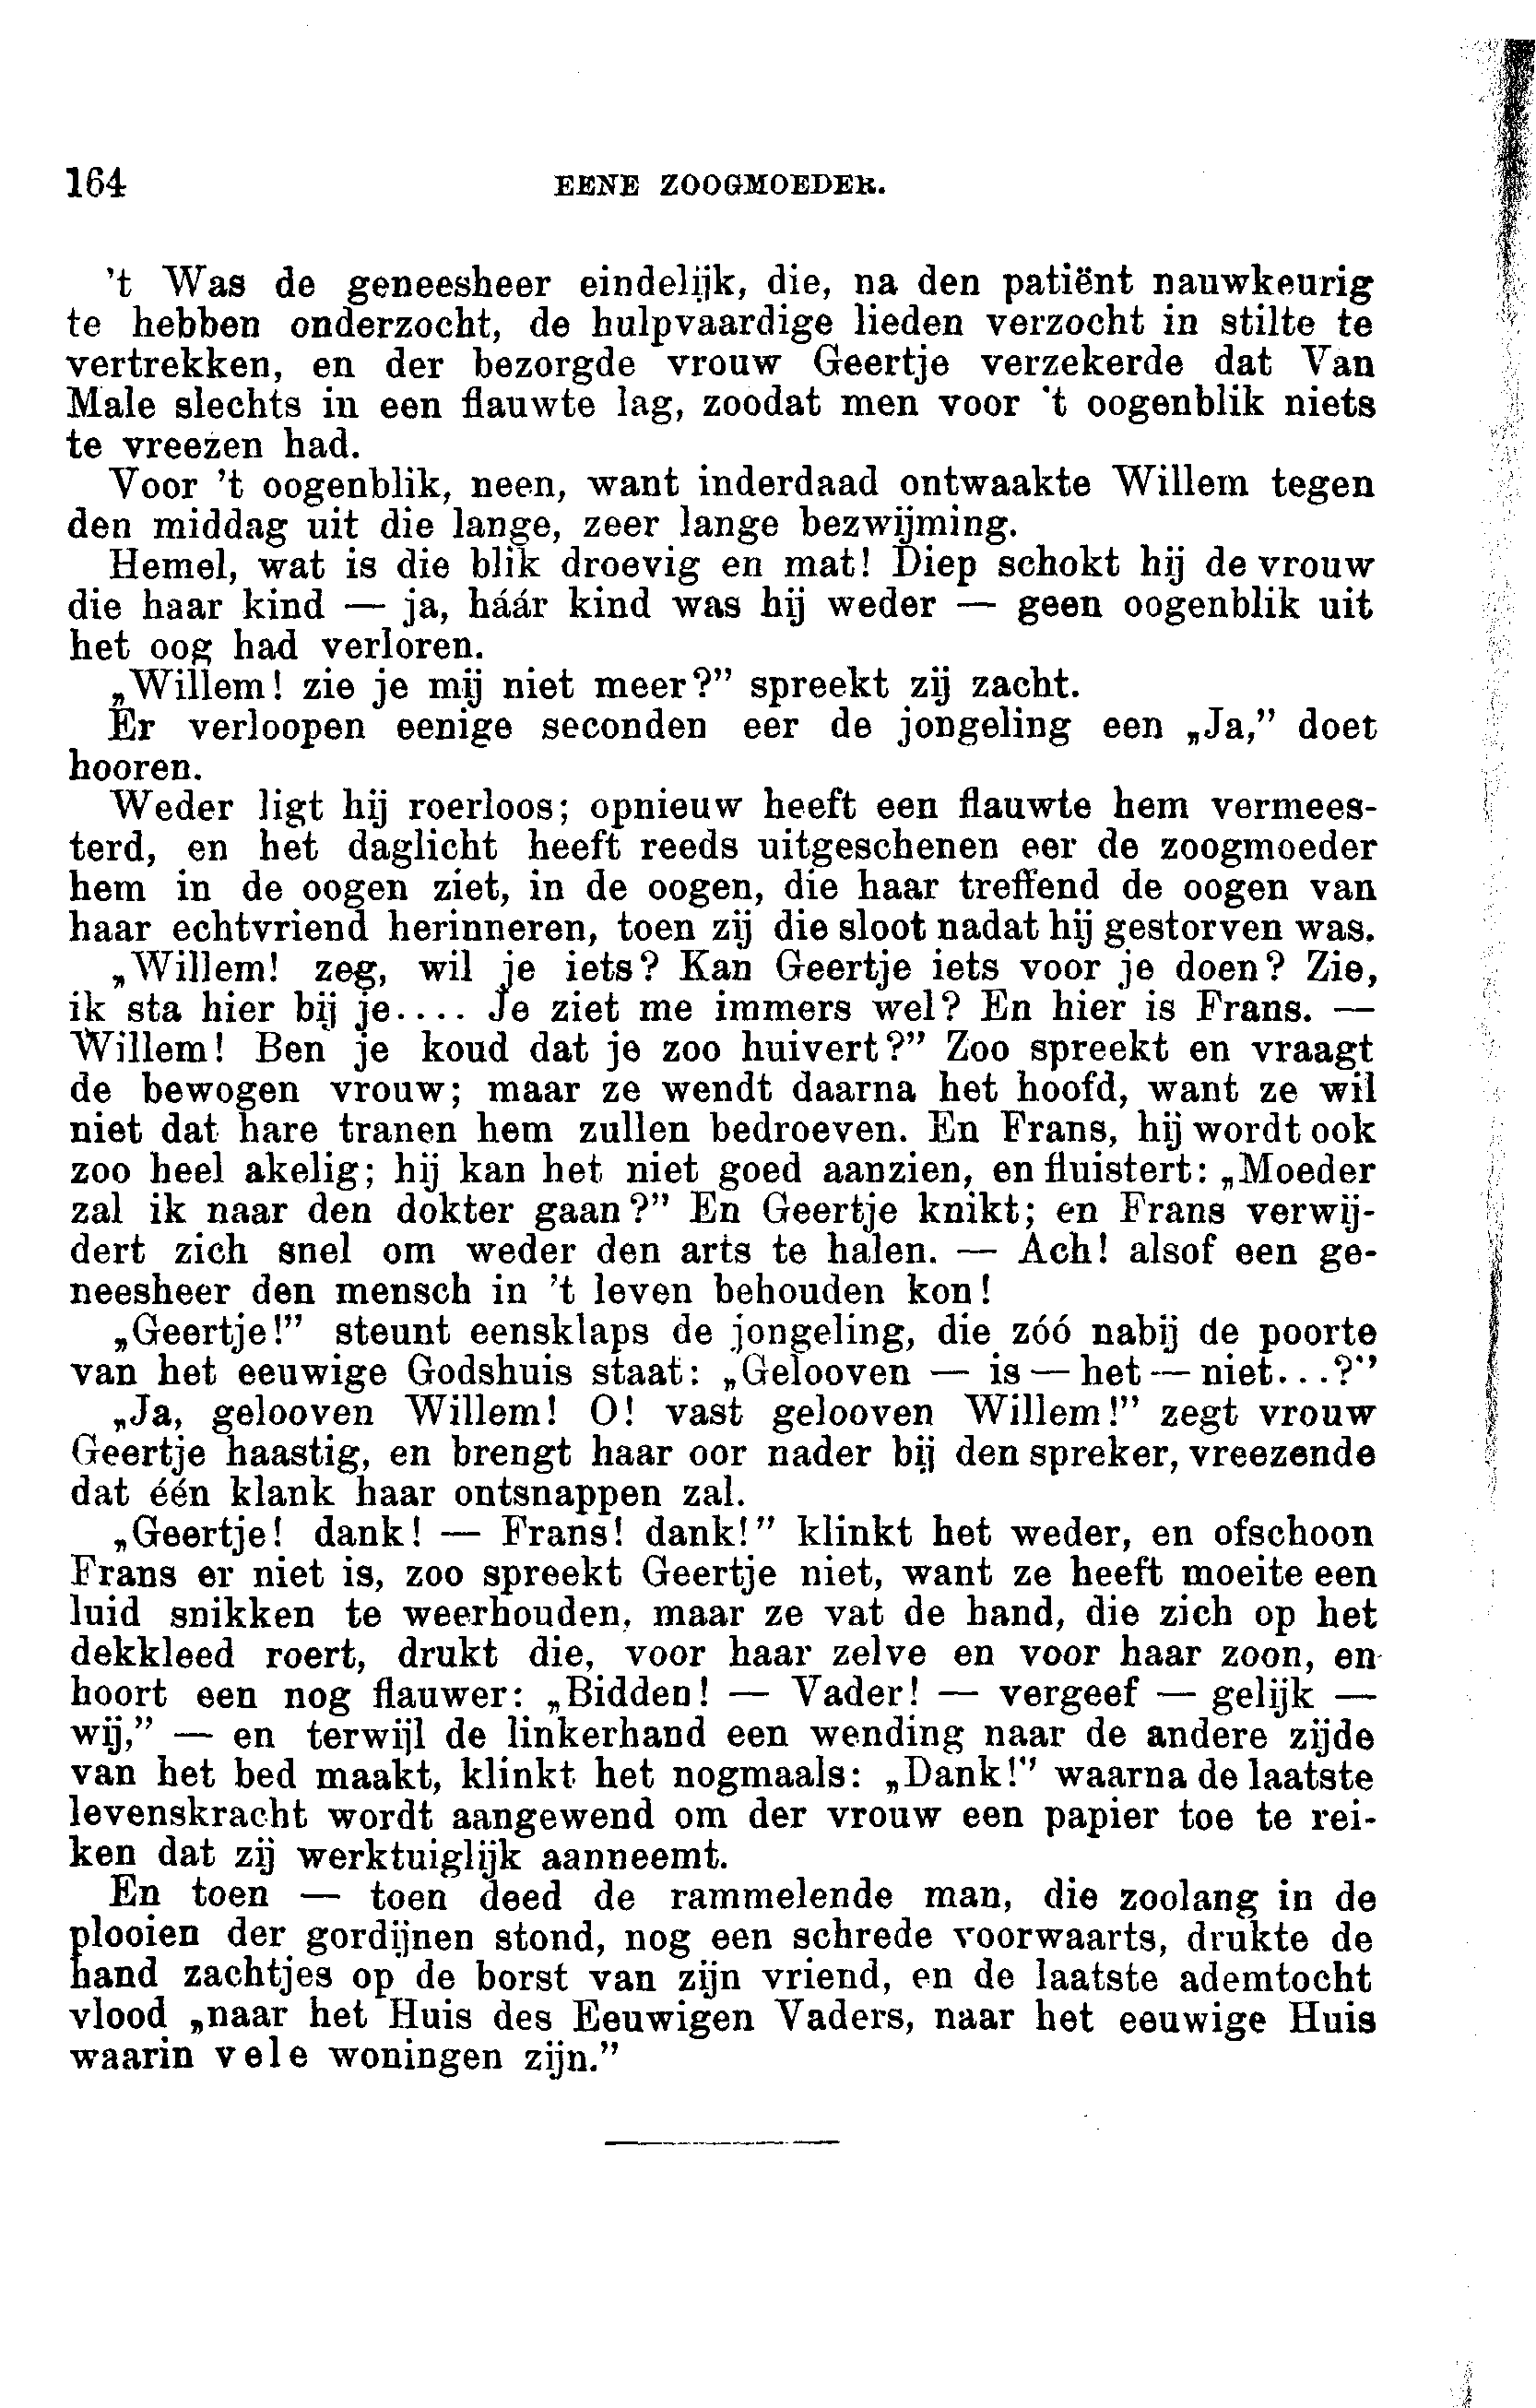 164 EENE ZOOGMOEDER.
't Was de geneesheer eindelijk, die, na den patiënt nauwkeurig
te hebben onderzocht, de hulpvaardige lieden verzocht in stilte te
vertrekken, en der bezorgde vrouw Geertje verzekerde dat Van
Male slechts in een flauwte lag, zoodat men voor 't oogenblik niets
te vreezen had.
Voor 't oogenblik, neen, want inderdaad ontwaakte Willem tegen
den middag uit die lange, zeer lange bezwijming.
Hemel, wat is die blik droevig en mat! Diep schokt hij de vrouw
die haar kind — ja, háár kind was hij weder — geen oogenblik uit
het oog had verloren.
„Willem! zie je mij niet meer?” spreekt zij zacht.
Er verloopen eenige seconden eer de jongeling een „Ja,” doet
hooren.
Weder ligt hij roerloos; opnieuw heeft een flauwte hem vermees-
terd, en het daglicht heeft reeds uitgeschenen eer de zoogmoeder
hem in de oogen ziet, in de oogen, die haar treffend de oogen van
haar echtvriend herinneren, toen zij die sloot nadat hij gestorven was.
„Willem! zeg, wil je iets? Kan Geertje iets voor je doen? Zie,
ik sta hier bij je.... Je ziet me immers wel? En hier is Frans. —
Willem! Ben je koud dat je zoo huivert?” Zoo spreekt en vraagt
de bewogen vrouw; maar ze wendt daarna het hoofd, want ze wil
niet dat hare tranen hem zullen bedroeven. En Frans, hij wordt ook
zoo heel akelig; hij kan het niet goed aanzien, en fluistert: „Moeder
zal ik naar den dokter gaan?” En Geertje knikt; en Frans verwij-
dert zich snel om weder den arts te halen. — Ach! alsof een ge-
neesheer den mensch in 't leven behouden kon!
„Geertje!” steunt eensklaps de jongeling, die zóó nabij de poorte
van het eeuwige Godshuis staat: „Gelooven — is — het — niet...?”
„Ja, gelooven Willem! O! vast gelooven Willem!” zegt vrouw
Geertje haastig, en brengt haar oor nader bij den spreker, vreezende
dat één klank haar ontsnappen zal.
„Geertje! dank! — Frans! dank!” klinkt het weder, en ofschoon
Frans er niet is, zoo spreekt Geertje niet, want ze heeft moeite een
luid snikken te weerhouden, maar ze vat de hand, die zich op het
dekkleed roert, drukt die, voor haar zelve en voor haar zoon, en
hoort een nog flauwer: „Bidden! — Vader! — vergeef — gelijk —
wij,” — en terwijl de linkerhand een wending naar de andere zijde
van het bed maakt, klinkt het nogmaals: „Dank!” waarna de laatste
levenskracht wordt aangewend om der vrouw een papier toe te rei-
ken dat zij werktuiglijk aanneemt.
En toen — toen deed de rammelende man, die zoolang in de
plooien der gordijnen stond, nog een schrede voorwaarts, drukte de
hand zachtjes op de borst van zijn vriend, en de laatste ademtocht
vlood „naar het Huis des Eeuwigen Vaders, naar het eeuwige Huis
waarin vele woningen zijn.”